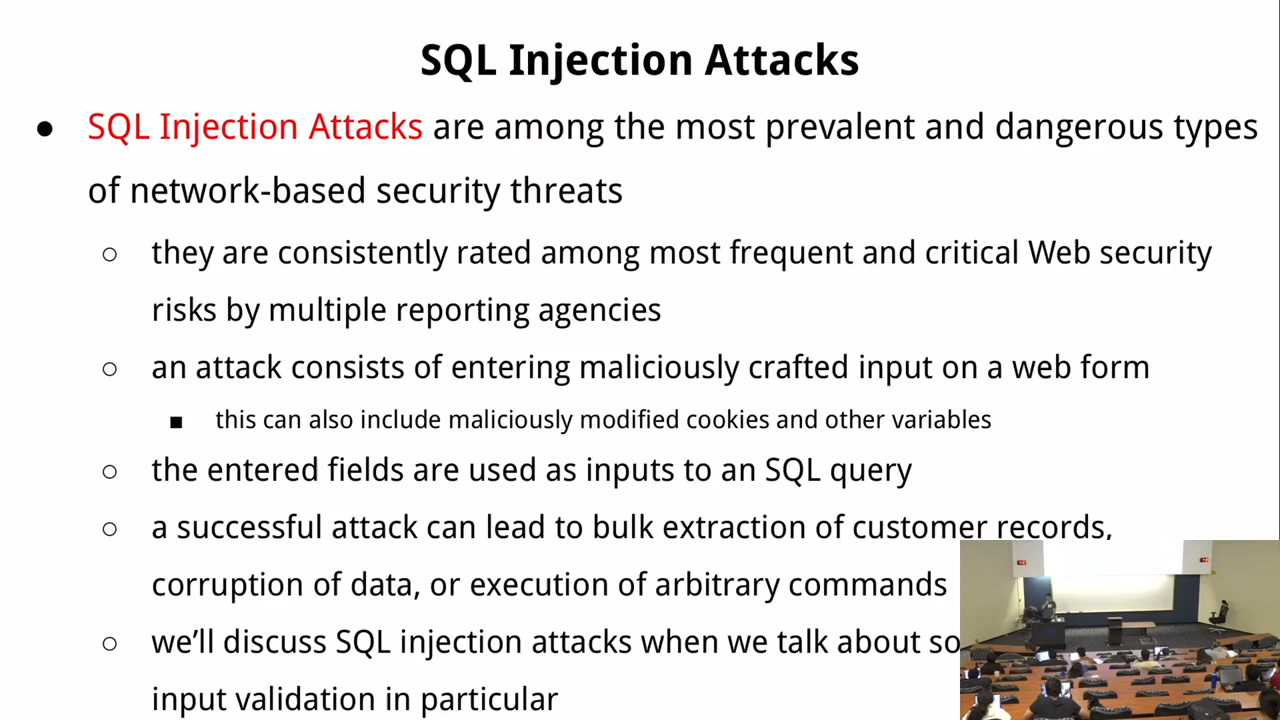 SQL Injection Attacks
● SQL Injection Attacks are among the most prevalent and dangerous types
of network-based security threats
○ they are consistently rated among most frequent and critical Web security
risks by multiple reporting agencies
○ an attack consists of entering maliciously crafted input on a web form
■ this can also include maliciously modified cookies and other variables
○ the entered fields are used as inputs to an SQL query
○ a successful attack can lead to bulk extraction of customer records,
corruption of data, or execution of arbitrary commands
○ we’ll discuss SQL injection attacks when we talk about so
input validation in particular